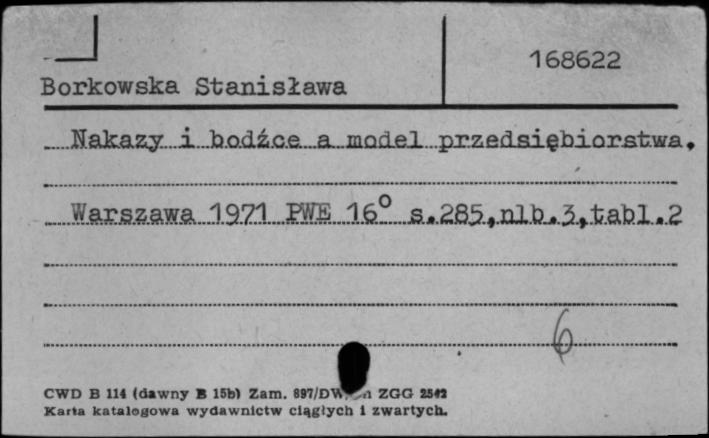 168622
Borkowska Stanisława
Nakazy i bodźce a model przedsiębiorstwa.
Warszawa 1971 PWE 16° s.285,nlb.3,tabl.2
6
CWD B 114 (dawny B 15b) Zam. 897/DW ZGG 2542
Karta katalogowa wydawnictw ciągłych i zwartych.